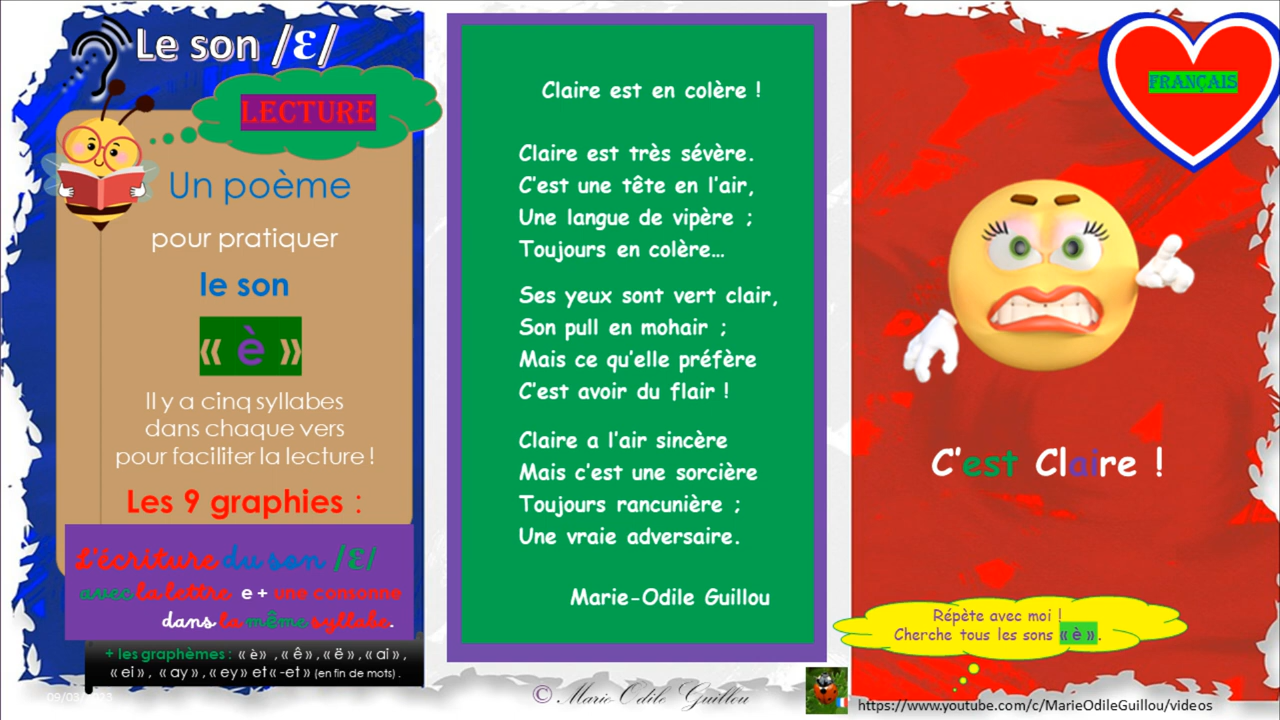 Le son /ɛ/
LECTURE
Un poème
pour pratiquer
le son
« è »
Il y a cinq syllabes
dans chaque vers
pour faciliter la lecture !
Les 9 graphies :
L'écriture du son /ɛ/
avec la lettre e + une consonne
dans la même syllabe.
+ les graphèmes : « è» , « ê » , « ë » , « ai » ,
« ei » , « ay » , « ey » et « -et » (en fin de mots) .
Claire est en colère !
Claire est très sévère.
C'est une tête en l'air,
Une langue de vipère ;
Toujours en colère…
Ses yeux sont vert clair,
Son pull en mohair ;
Mais ce qu'elle préfère
C'est avoir du flair !
Claire a l'air sincère
Mais c'est une sorcière
Toujours rancunière ;
Une vraie adversaire.
Marie-Odile Guillou
© Marie Odile Guillou
FRANÇAIS
C'est Claire !
Répète avec moi !
Cherche tous les sons « è ».
https://www.youtube.com/c/MarieOdileGuillou/videos